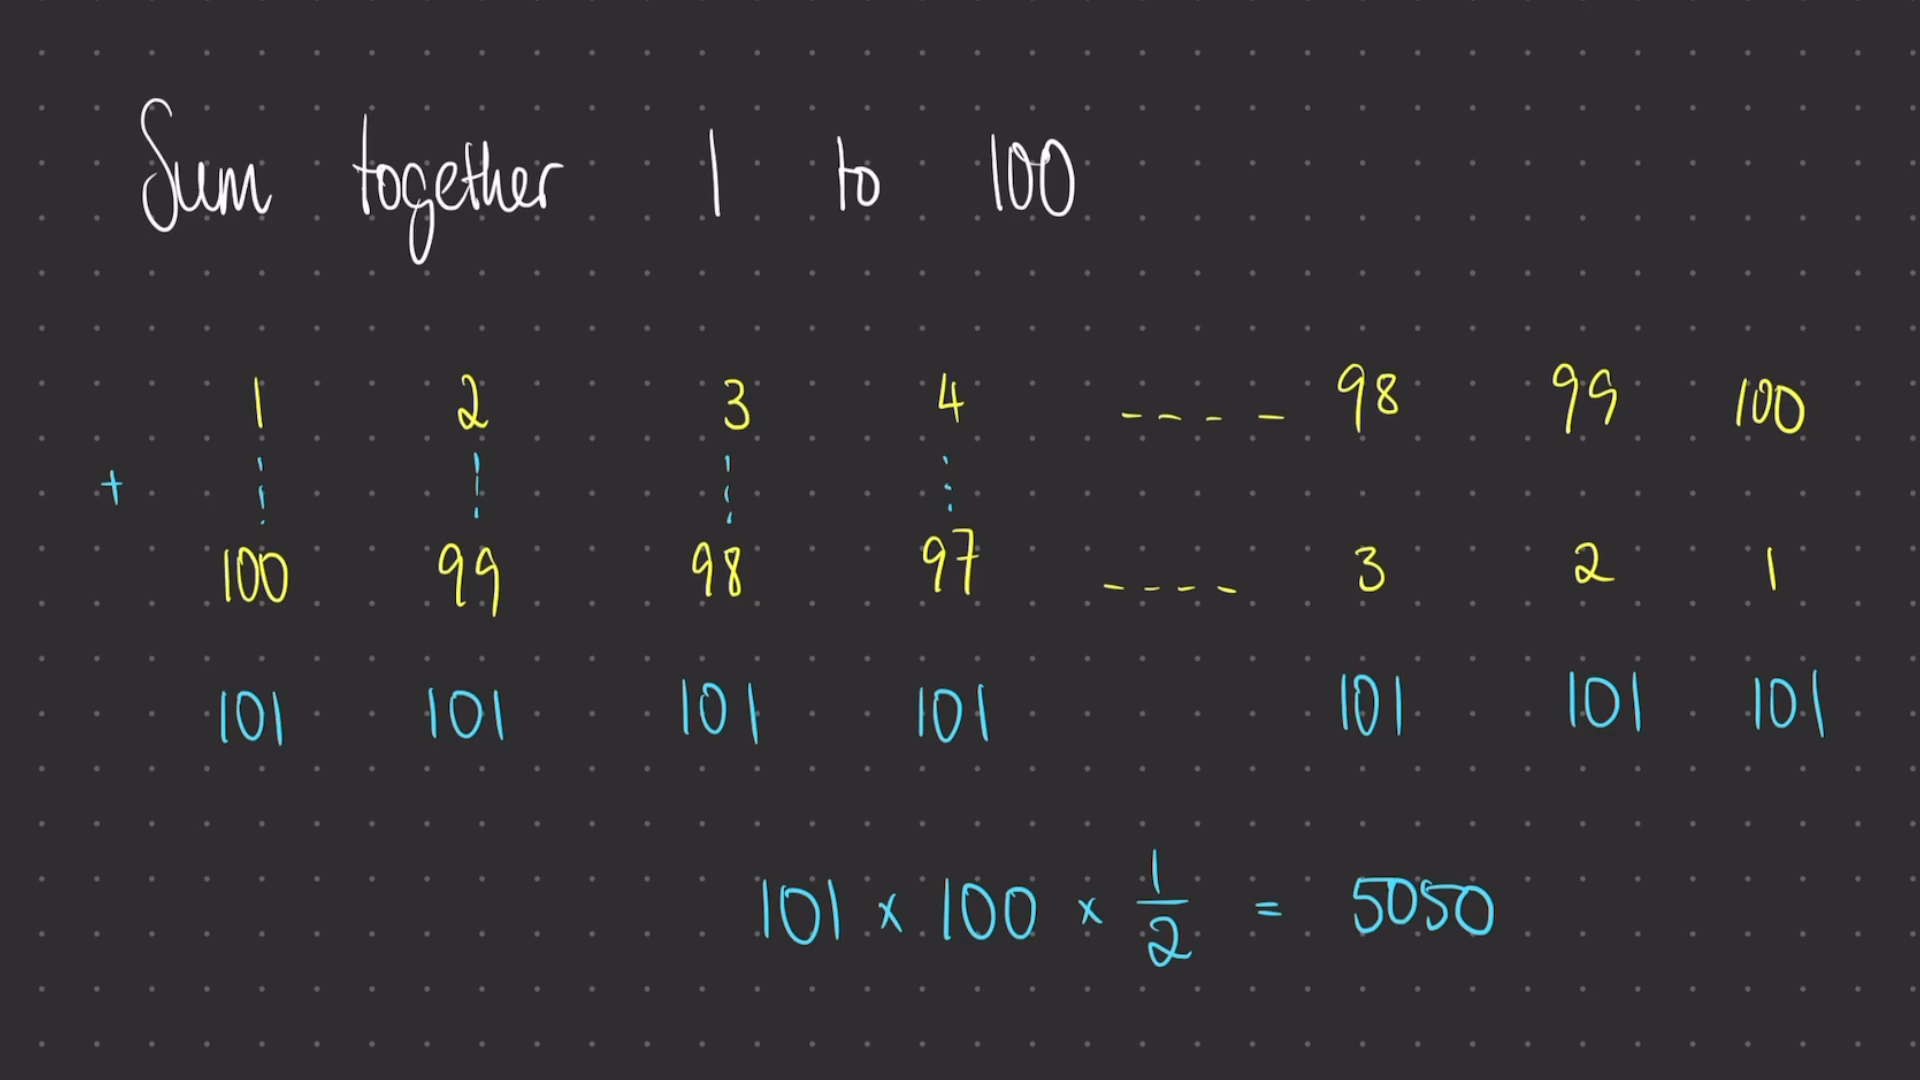 Sum together 1 to 100
1 2 3 4 - - - - 98 99 100
+
100 99 98 97 - - - - 3 2 1
101 101 101 101 101 101 101
101 × 100 × 1/2 = 5050